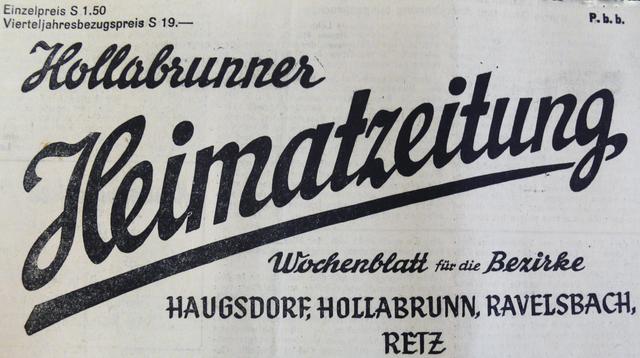 Einzelpreis S 1.50
Vierteljahresbezugspreis S 19.—
P. b. b.
Hollabrunner
Heimatzeitung
Wochenblatt für die Bezirke
HAUGSDORF, HOLLABRUNN, RAVELSBACH,
RETZ